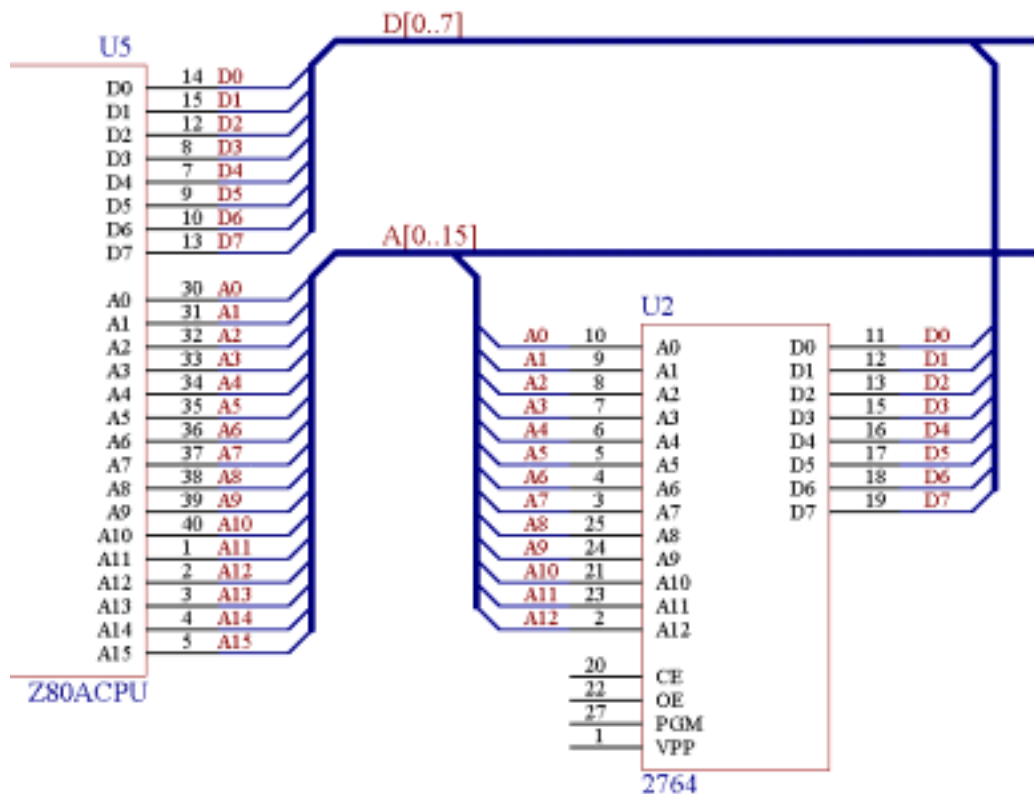 D[0..7]
U5
D0 14 D0
D1 15 D1
D2 12 D2
D3 8 D3
D4 7 D4
D5 9 D5
D6 10 D6
D7 13 D7
A[0..15]
A0 30 A0
A1 31 A1
A2 32 A2
A3 33 A3
A4 34 A4
A5 35 A5
A6 36 A6
A7 37 A7
A8 38 A8
A9 39 A9
A10 40 A10
A11 1 A11
A12 2 A12
A13 3 A13
A14 4 A14
A15 5 A15
Z80ACPU
U2
A0 10 A0 D0 11 D0
A1 9 A1 D1 12 D1
A2 8 A2 D2 13 D2
A3 7 A3 D3 15 D3
A4 6 A4 D4 16 D4
A5 5 A5 D5 17 D5
A6 4 A6 D6 18 D6
A7 3 A7 D7 19 D7
A8 25 A8
A9 24 A9
A10 21 A10
A11 23 A11
A12 2 A12
20 CE
22 OE
27 PGM
1 VPP
2764